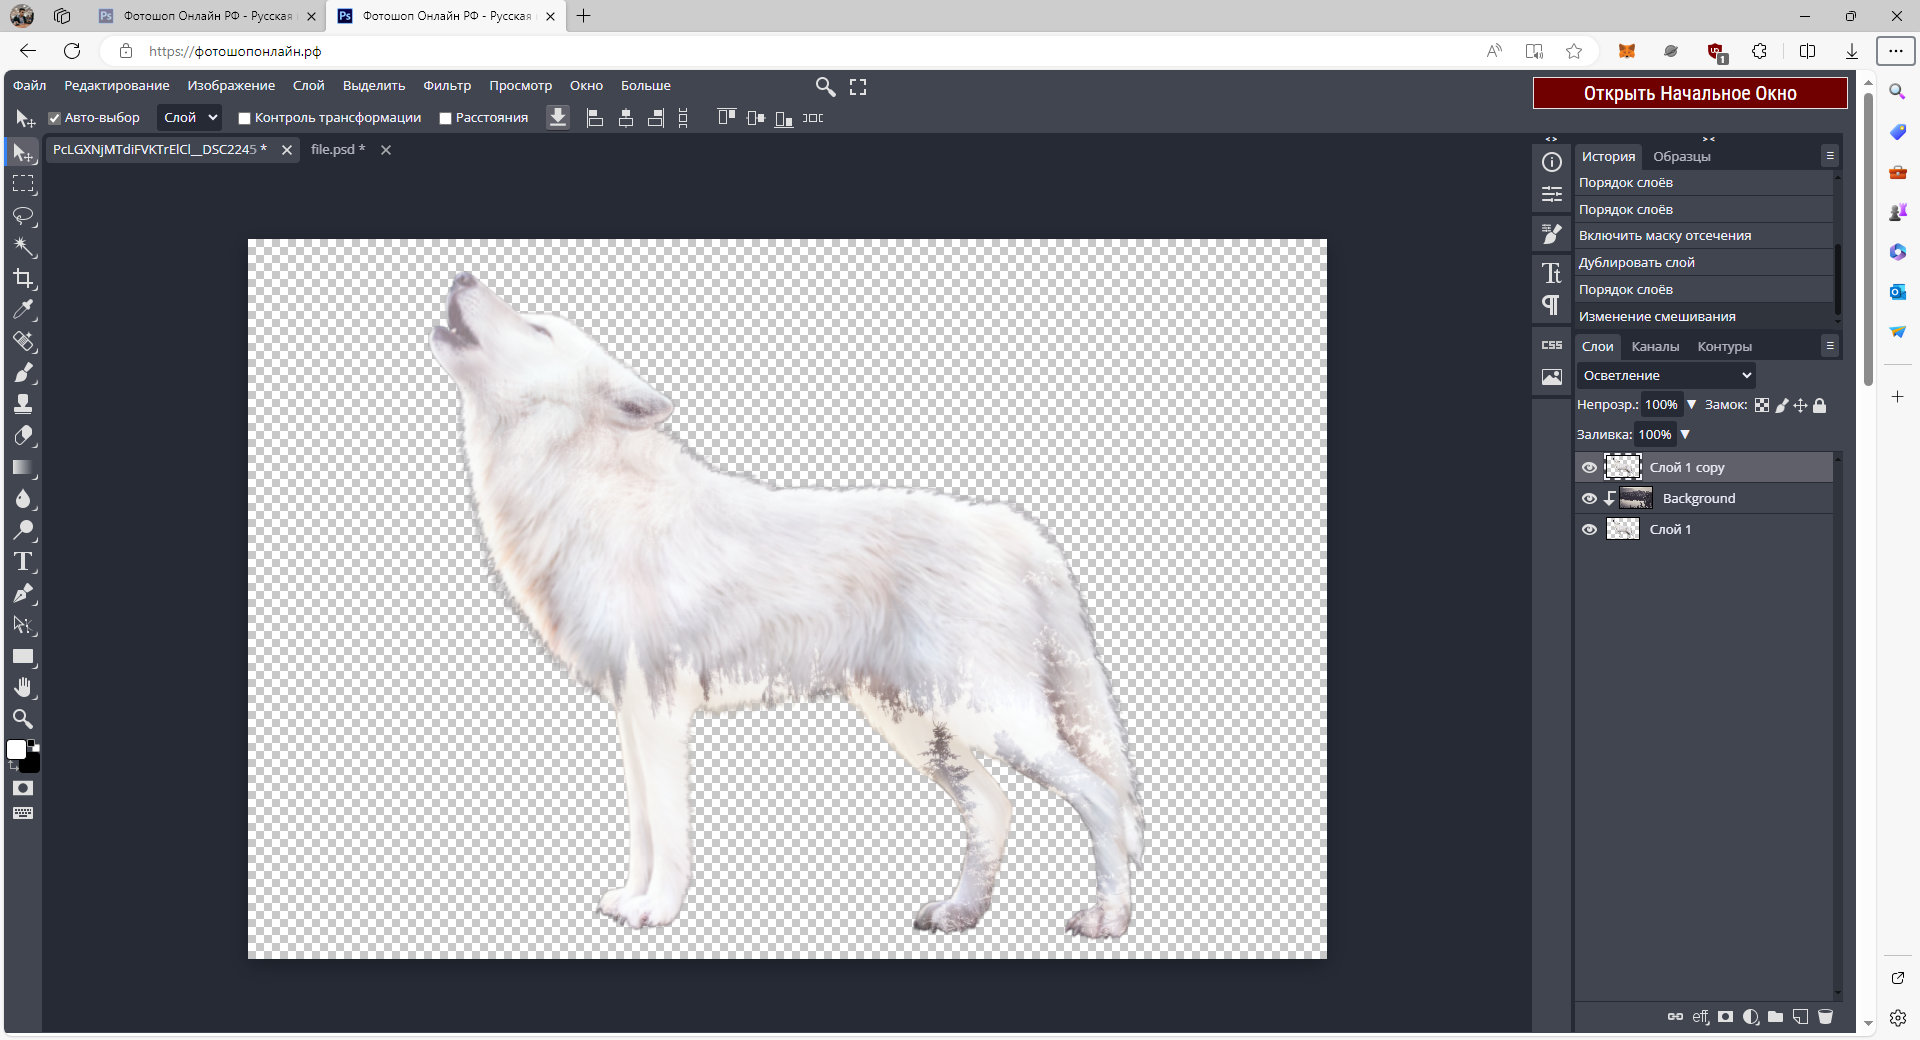 Фотошоп Онлайн РФ - Русская
Фотошоп Онлайн РФ - Русская
https://фотошопонлайн.рф
1
Файл Редактирование Изображение Слой Выделить Фильтр Просмотр Окно Больше
Открыть Начальное Окно
Авто-выбор Слой Контроль трансформации Расстояния
PcLGXNjMTdiFVKTrElCl__DSC2245 * file.psd *
История Образцы
Порядок слоёв
Порядок слоёв
Включить маску отсечения
Дублировать слой
Порядок слоёв
Изменение смешивания
CSS
Слои Каналы Контуры
Осветление
Непрозр.: 100% Замок:
Заливка: 100%
Слой 1 copy
Background
Слой 1
eff